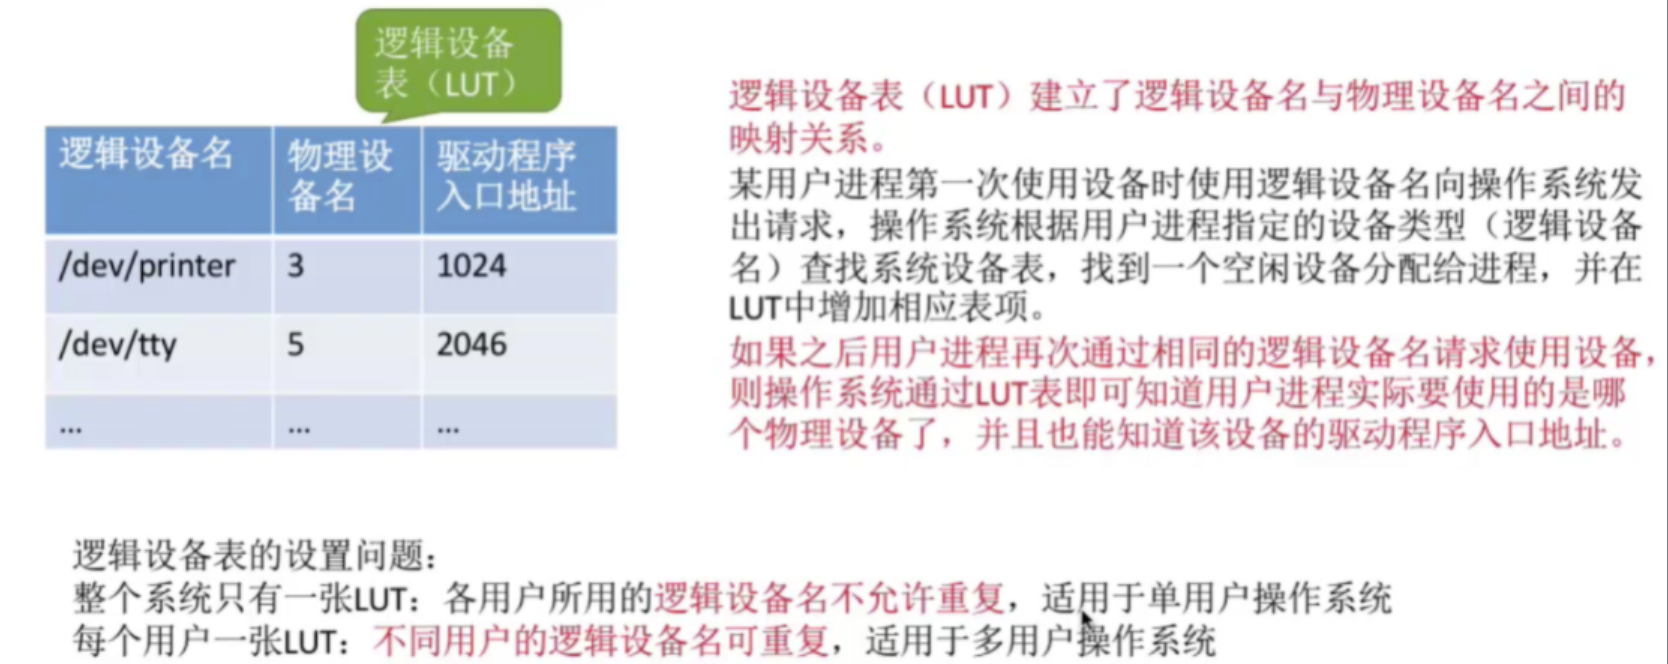 逻辑设备
表（LUT）
逻辑设备名
物理设
备名
驱动程序
入口地址
/dev/printer 3 1024
/dev/tty 5 2046
... ... ...
逻辑设备表（LUT）建立了逻辑设备名与物理设备名之间的
映射关系。
某用户进程第一次使用设备时使用逻辑设备名向操作系统发
出请求，操作系统根据用户进程指定的设备类型（逻辑设备
名）查找系统设备表，找到一个空闲设备分配给进程，并在
LUT中增加相应表项。
如果之后用户进程再次通过相同的逻辑设备名请求使用设备，
则操作系统通过LUT表即可知道用户进程实际要使用的是哪
个物理设备了，并且也能知道该设备的驱动程序入口地址。
逻辑设备表的设置问题：
整个系统只有一张LUT：各用户所用的逻辑设备名不允许重复，适用于单用户操作系统
每个用户一张LUT：不同用户的逻辑设备名可重复，适用于多用户操作系统